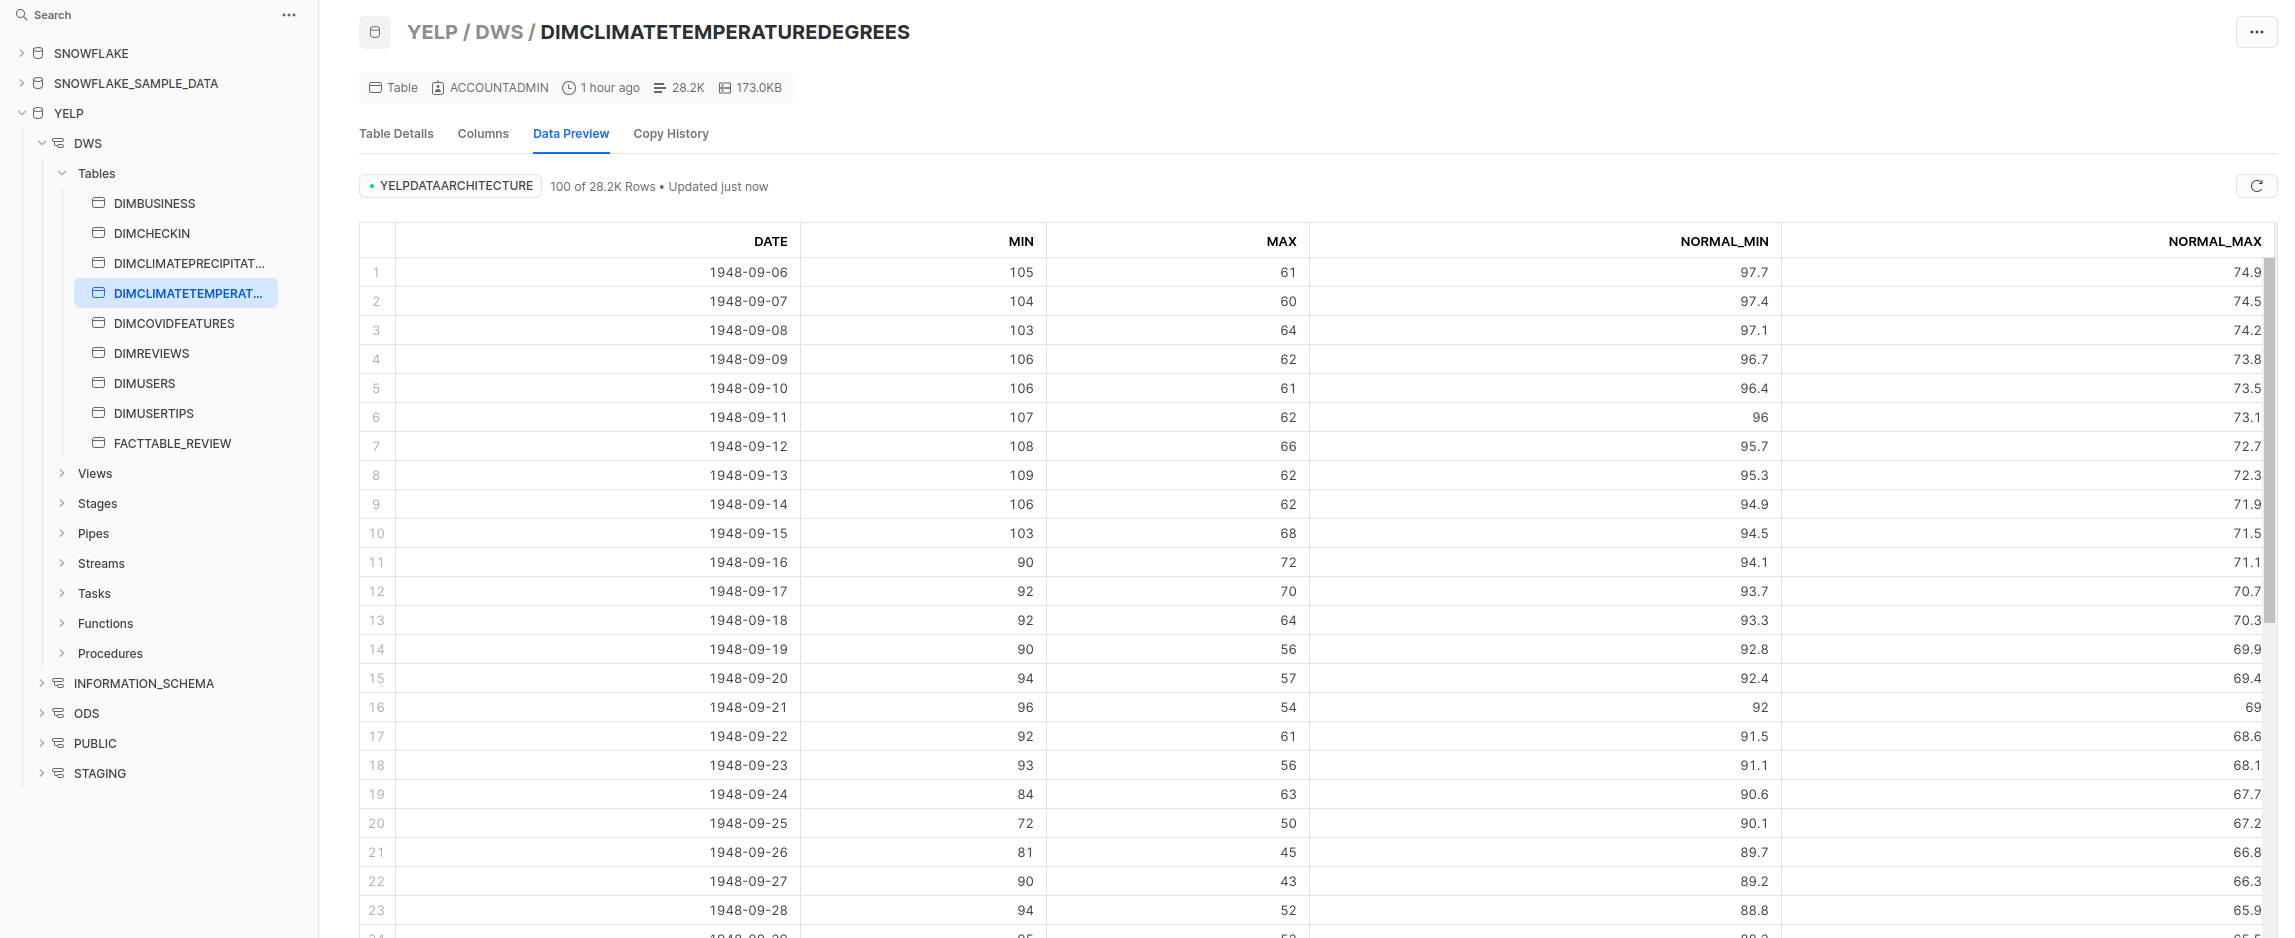 Search
SNOWFLAKE
SNOWFLAKE_SAMPLE_DATA
YELP
DWS
Tables
DIMBUSINESS
DIMCHECKIN
DIMCLIMATEPRECIPITAT...
DIMCLIMATETEMPERAT...
DIMCOVIDFEATURES
DIMREVIEWS
DIMUSERS
DIMUSERTIPS
FACTTABLE_REVIEW
Views
Stages
Pipes
Streams
Tasks
Functions
Procedures
INFORMATION_SCHEMA
ODS
PUBLIC
STAGING
YELP / DWS / DIMCLIMATETEMPERATUREDEGREES
Table ACCOUNTADMIN 1 hour ago 28.2K 173.0KB
Table Details Columns Data Preview Copy History
YELPDATAARCHITECTURE 100 of 28.2K Rows • Updated just now
DATE MIN MAX NORMAL_MIN NORMAL_MAX
1 1948-09-06 105 61 97.7 74.9
2 1948-09-07 104 60 97.4 74.5
3 1948-09-08 103 64 97.1 74.2
4 1948-09-09 106 62 96.7 73.8
5 1948-09-10 106 61 96.4 73.5
6 1948-09-11 107 62 96 73.1
7 1948-09-12 108 66 95.7 72.7
8 1948-09-13 109 62 95.3 72.3
9 1948-09-14 106 62 94.9 71.9
10 1948-09-15 103 68 94.5 71.5
11 1948-09-16 90 72 94.1 71.1
12 1948-09-17 92 70 93.7 70.7
13 1948-09-18 92 64 93.3 70.3
14 1948-09-19 90 56 92.8 69.9
15 1948-09-20 94 57 92.4 69.4
16 1948-09-21 96 54 92 69
17 1948-09-22 92 61 91.5 68.6
18 1948-09-23 93 56 91.1 68.1
19 1948-09-24 84 63 90.6 67.7
20 1948-09-25 72 50 90.1 67.2
21 1948-09-26 81 45 89.7 66.8
22 1948-09-27 90 43 89.2 66.3
23 1948-09-28 94 52 88.8 65.9